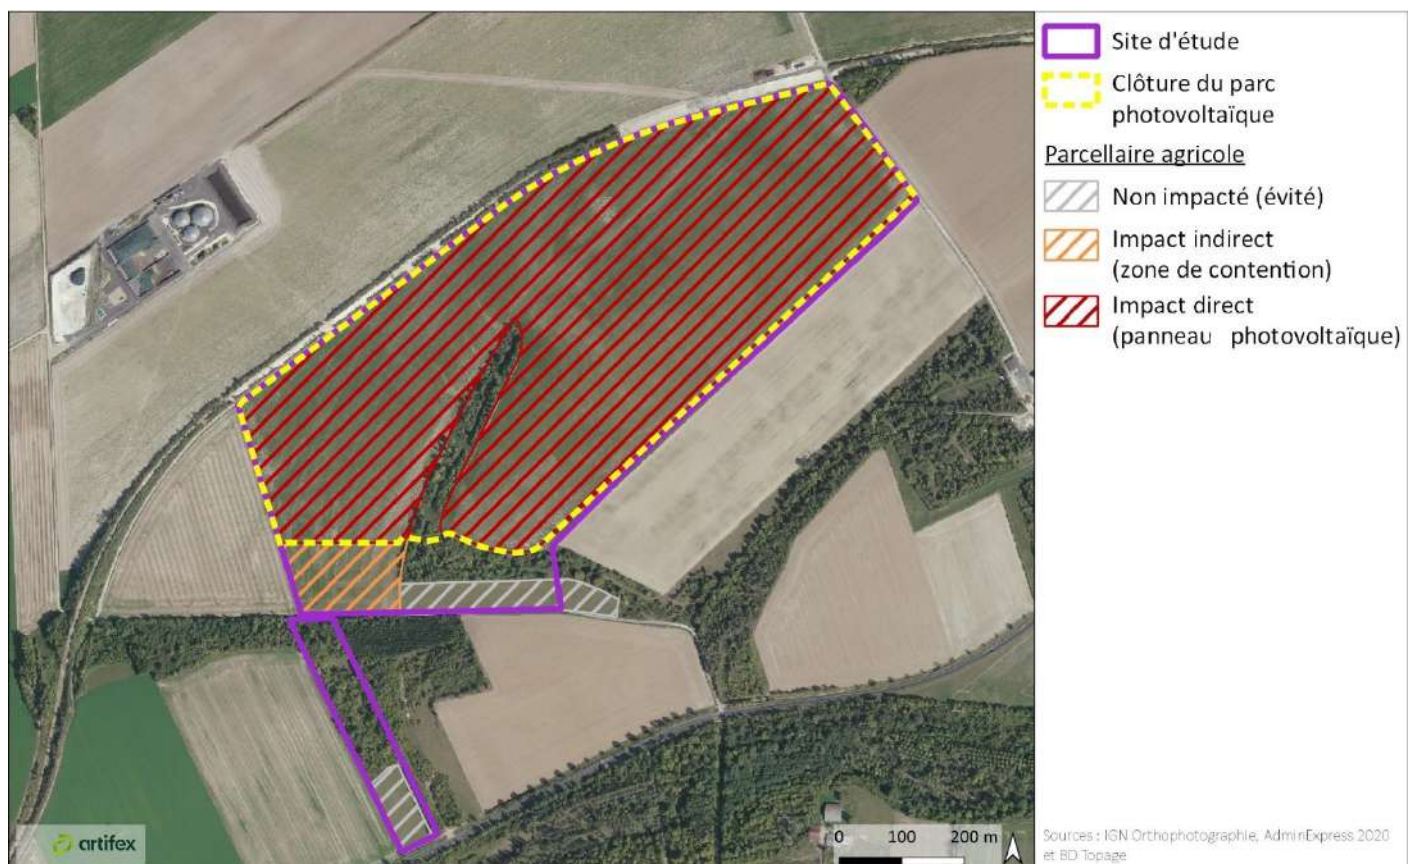 Site d'étude
Clôture du parc
photovoltaïque
Parcellaire agricole
Non impacté (évité)
Impact indirect
(zone de contention)
Impact direct
(panneau photovoltaïque)
artifex
0 100 200 m
Sources : IGN Orthophotographie, AdminExpress 2020
et BD Topage